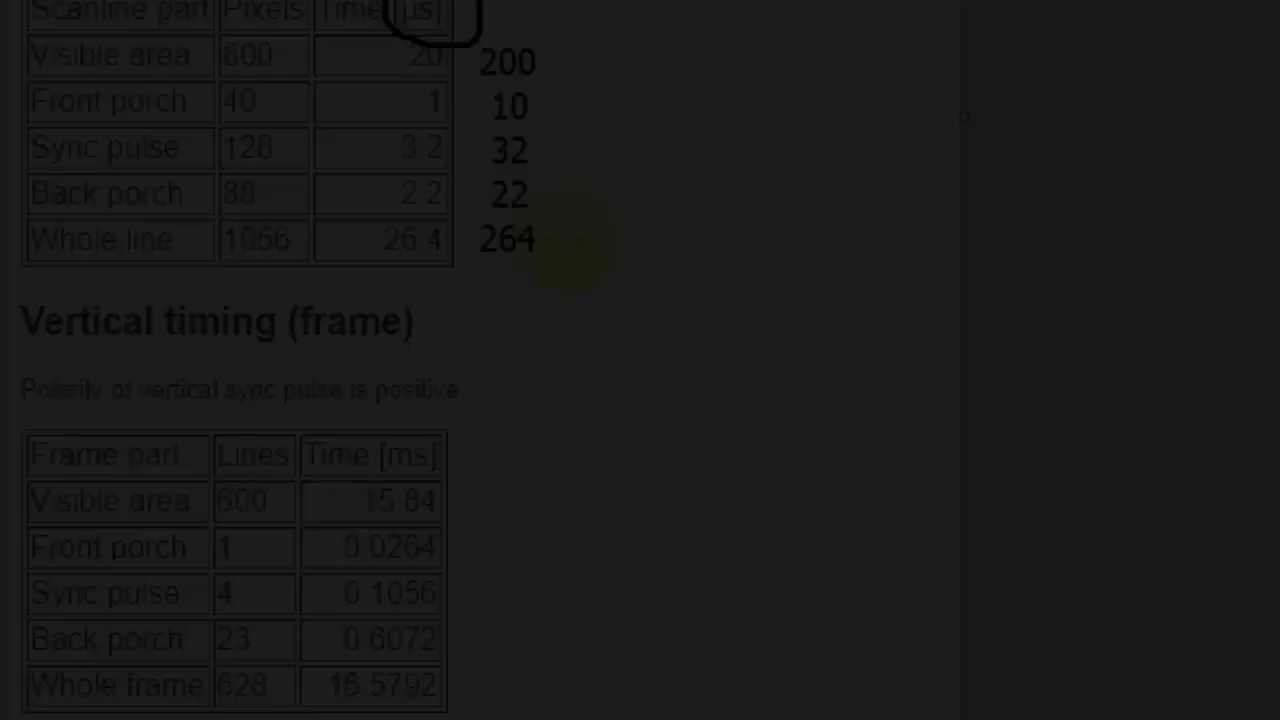 Scanline part Pixels Time [µs]
Visible area 800 20 200
Front porch 40 1 10
Sync pulse 128 3.2 32
Back porch 88 2.2 22
Whole line 1056 26.4 264
Vertical timing (frame)
Polarity of vertical sync pulse is positive
Frame part Lines Time [ms]
Visible area 600 15.84
Front porch 1 0.0264
Sync pulse 4 0.1056
Back porch 23 0.6072
Whole frame 628 16.5792